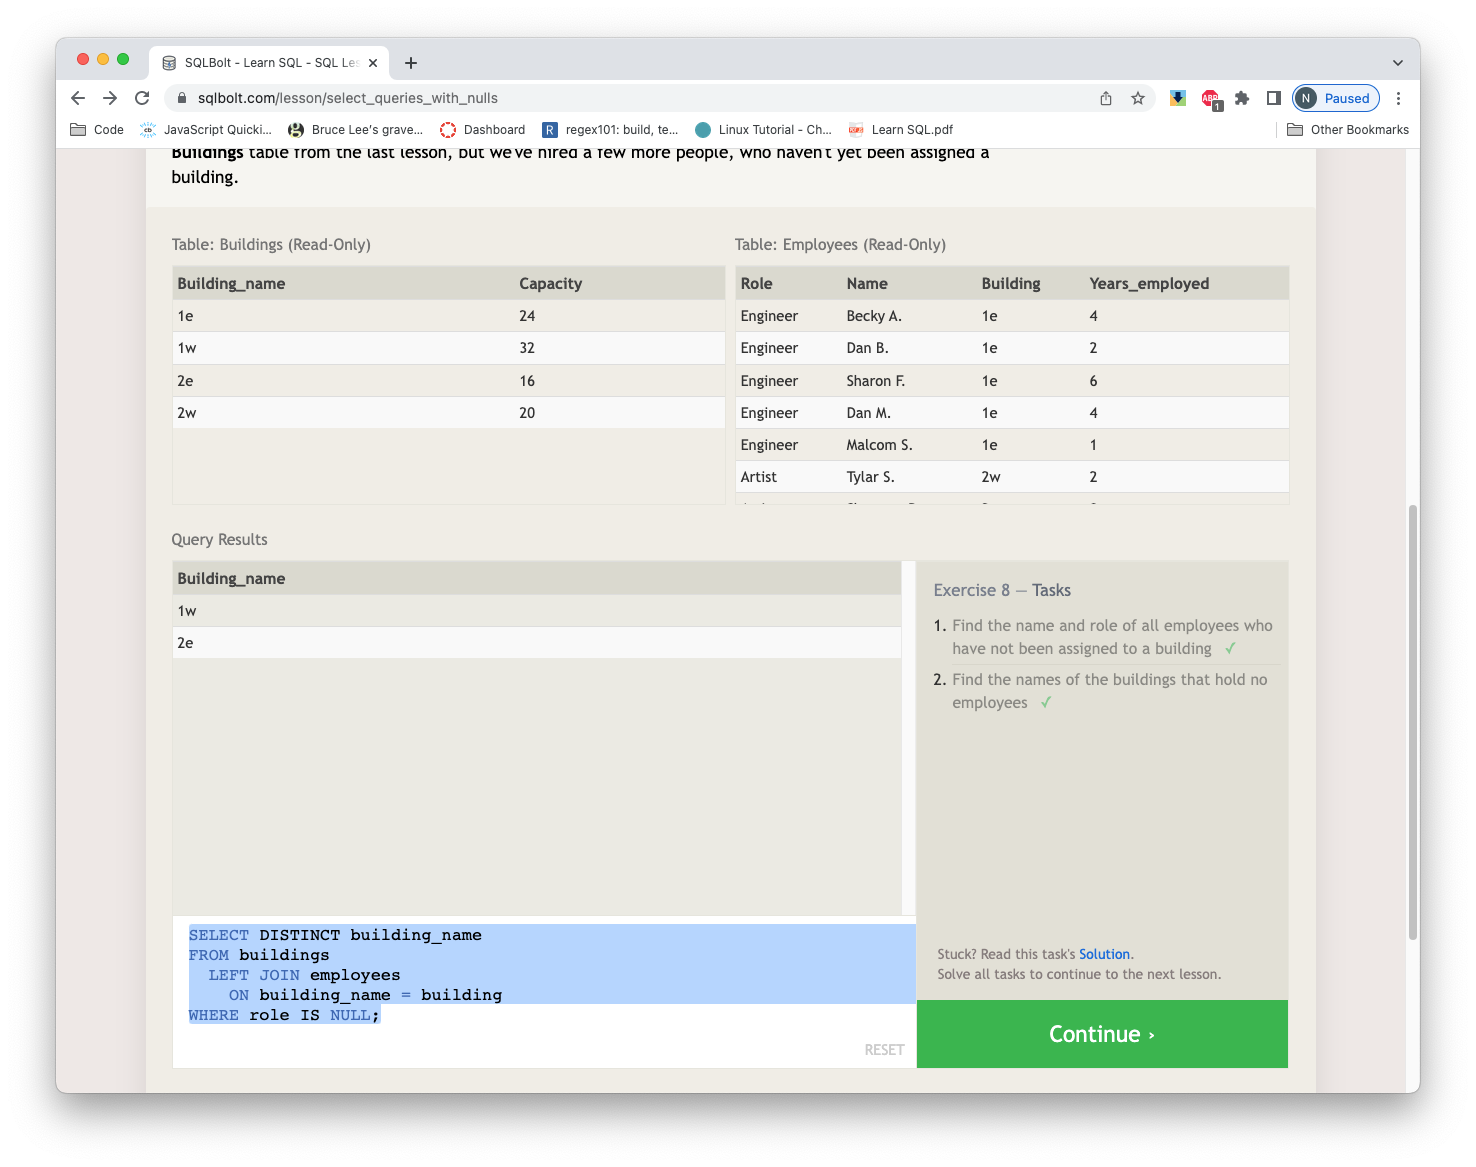 SQLBolt - Learn SQL - SQL Les
sqlbolt.com/lesson/select_queries_with_nulls
ABP
1
N
Paused
Code
JavaScript Quicki...
Bruce Lee's grave...
Dashboard
R
regex101: build, te...
Linux Tutorial - Ch...
Learn SQL.pdf
Other Bookmarks
Buildings table from the last lesson, but we've hired a few more people, who haven't yet been assigned a
building.
Table: Buildings (Read-Only)
Building_name Capacity
1e 24
1w 32
2e 16
2w 20
Table: Employees (Read-Only)
Role Name Building Years_employed
Engineer Becky A. 1e 4
Engineer Dan B. 1e 2
Engineer Sharon F. 1e 6
Engineer Dan M. 1e 4
Engineer Malcom S. 1e 1
Artist Tylar S. 2w 2
Query Results
Building_name
1w
2e
Exercise 8 — Tasks
1. Find the name and role of all employees who
have not been assigned to a building ✓
2. Find the names of the buildings that hold no
employees ✓
SELECT DISTINCT building_name
FROM buildings
LEFT JOIN employees
ON building_name = building
WHERE role IS NULL;
RESET
Stuck? Read this task's Solution.
Solve all tasks to continue to the next lesson.
Continue ›